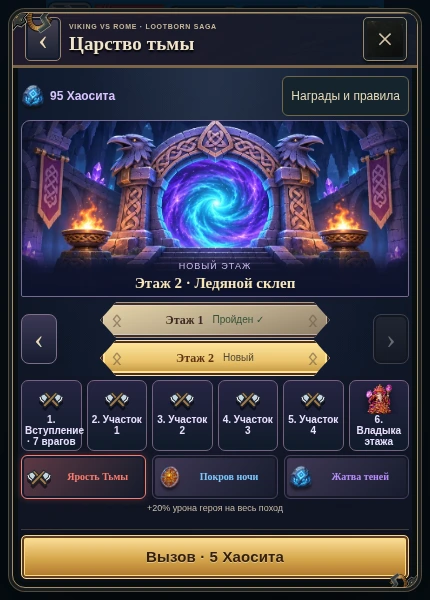 VIKING VS ROME · LOOTBORN SAGA
Царство тьмы
95 Хаосита
Награды и правила
НОВЫЙ ЭТАЖ
Этаж 2 · Ледяной склеп
Этаж 1 Пройден ✓
Этаж 2 Новый
1. Вступление · 7 врагов
2. Участок 1
3. Участок 2
4. Участок 3
5. Участок 4
6. Владыка этажа
Ярость Тьмы
Покров ночи
Жатва теней
+20% урона героя на весь поход
Вызов · 5 Хаосита